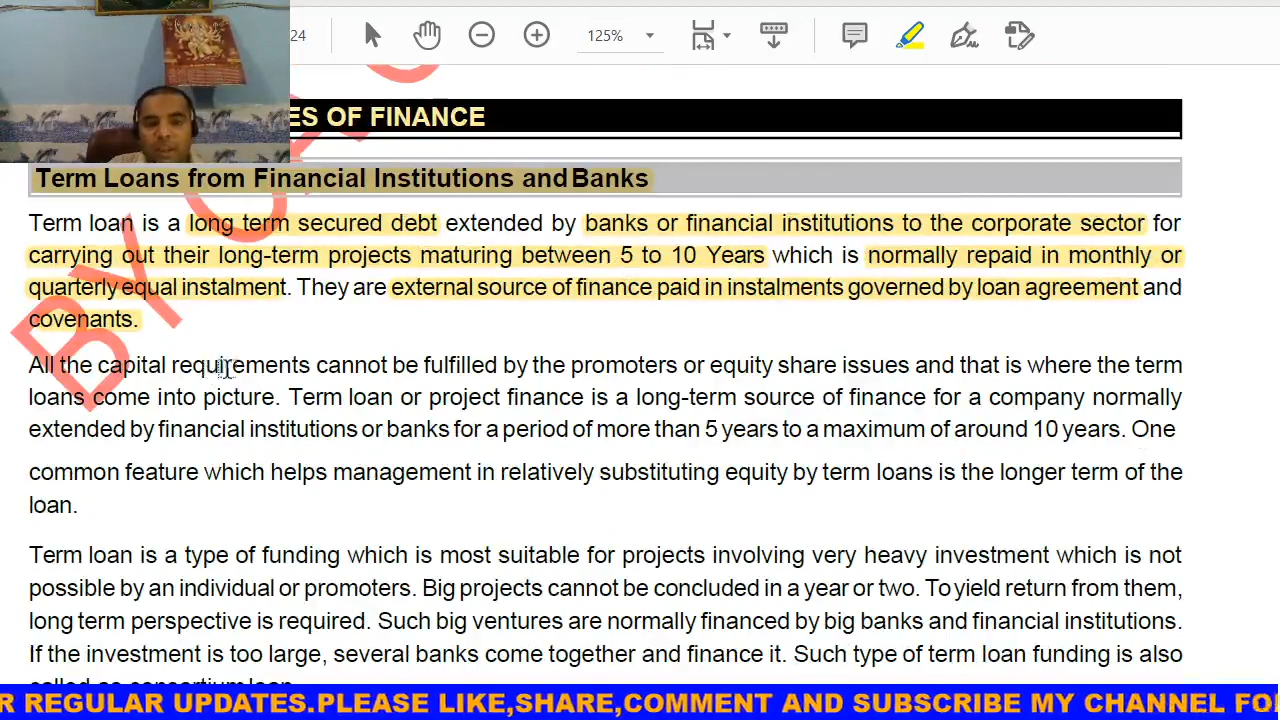 24
125%
ES OF FINANCE
Term Loans from Financial Institutions and Banks
Term loan is a long term secured debt extended by banks or financial institutions to the corporate sector for
carrying out their long-term projects maturing between 5 to 10 Years which is normally repaid in monthly or
quarterly equal instalment. They are external source of finance paid in instalments governed by loan agreement and
covenants.
All the capital requirements cannot be fulfilled by the promoters or equity share issues and that is where the term
loans come into picture. Term loan or project finance is a long-term source of finance for a company normally
extended by financial institutions or banks for a period of more than 5 years to a maximum of around 10 years. One
common feature which helps management in relatively substituting equity by term loans is the longer term of the
loan.
Term loan is a type of funding which is most suitable for projects involving very heavy investment which is not
possible by an individual or promoters. Big projects cannot be concluded in a year or two. To yield return from them,
long term perspective is required. Such big ventures are normally financed by big banks and financial institutions.
If the investment is too large, several banks come together and finance it. Such type of term loan funding is also
called as consortium loan.
BY
R REGULAR UPDATES.PLEASE LIKE,SHARE,COMMENT AND SUBSCRIBE MY CHANNEL FO